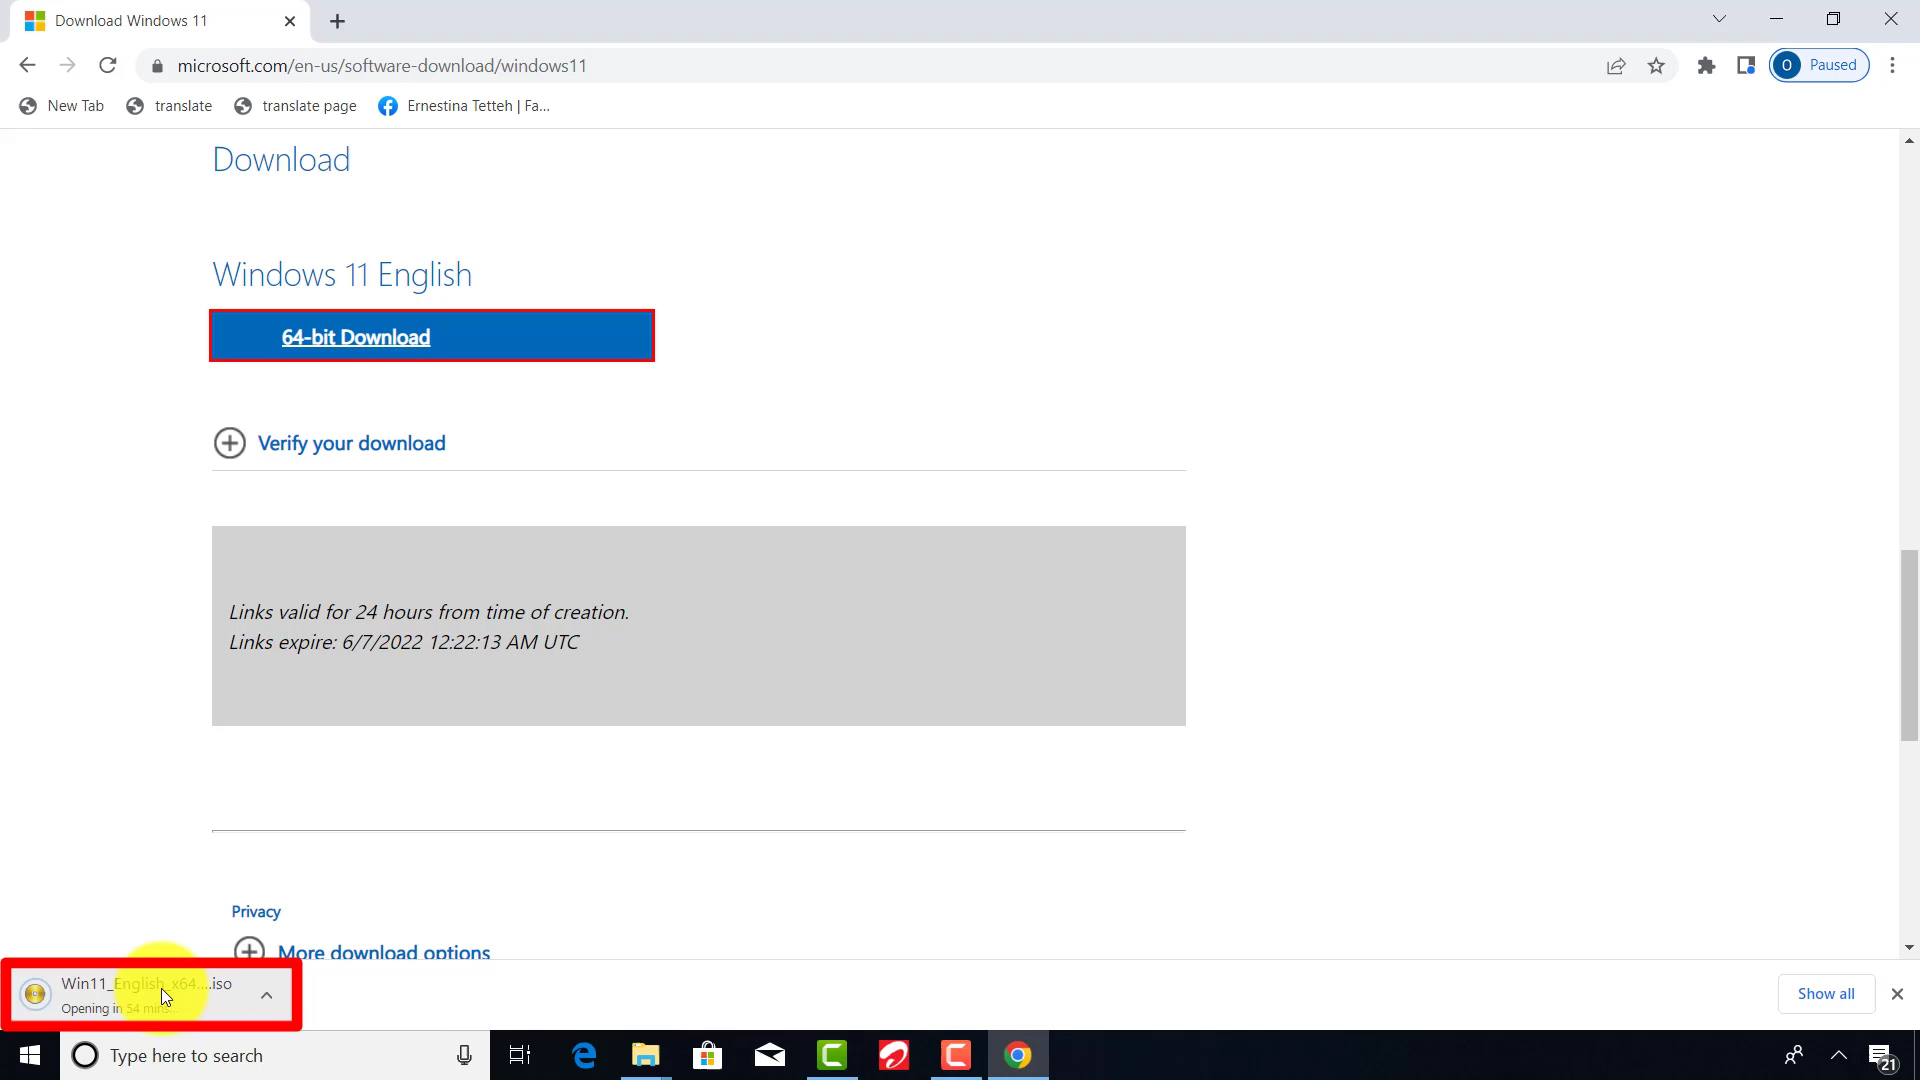 Download Windows 11
microsoft.com/en-us/software-download/windows11
O Paused
New Tab translate translate page Ernestina Tetteh | Fa...
Download
Windows 11 English
64-bit Download
Verify your download
Links valid for 24 hours from time of creation.
Links expire: 6/7/2022 12:22:13 AM UTC
Privacy
More download options
Win11_English_x64....iso
Opening in 54 mins...
Show all
Type here to search
21